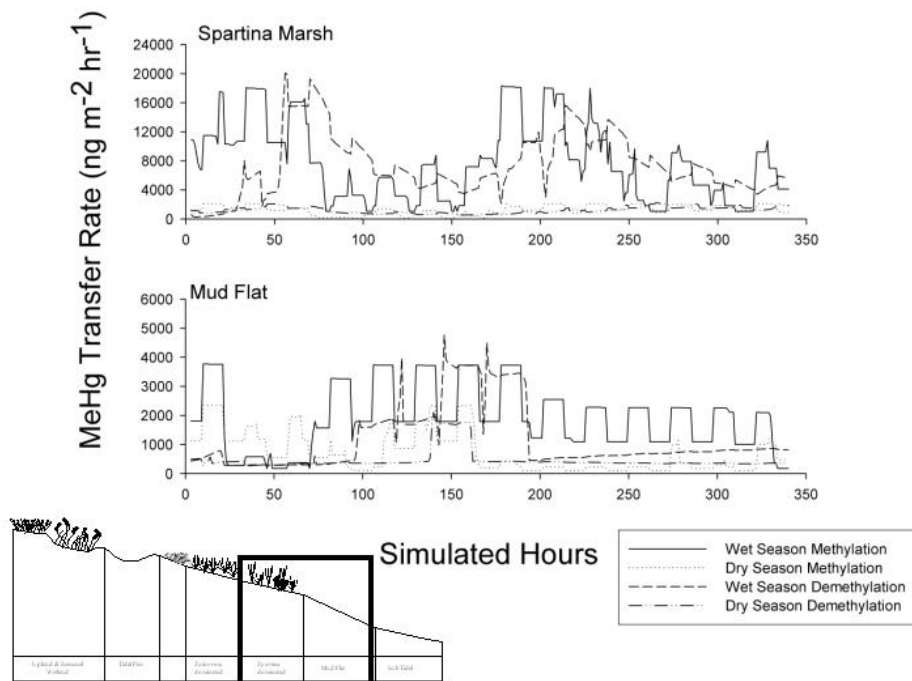 Spartina Marsh
MeHg Transfer Rate (ng m⁻² hr⁻¹)
24000
20000
16000
12000
8000
4000
0
0 50 100 150 200 250 300 350
Mud Flat
6000
5000
4000
3000
2000
1000
0
0 50 100 150 200 250 300 350
Simulated Hours
Wet Season Methylation
Dry Season Methylation
Wet Season Demethylation
Dry Season Demethylation
Mud Flat